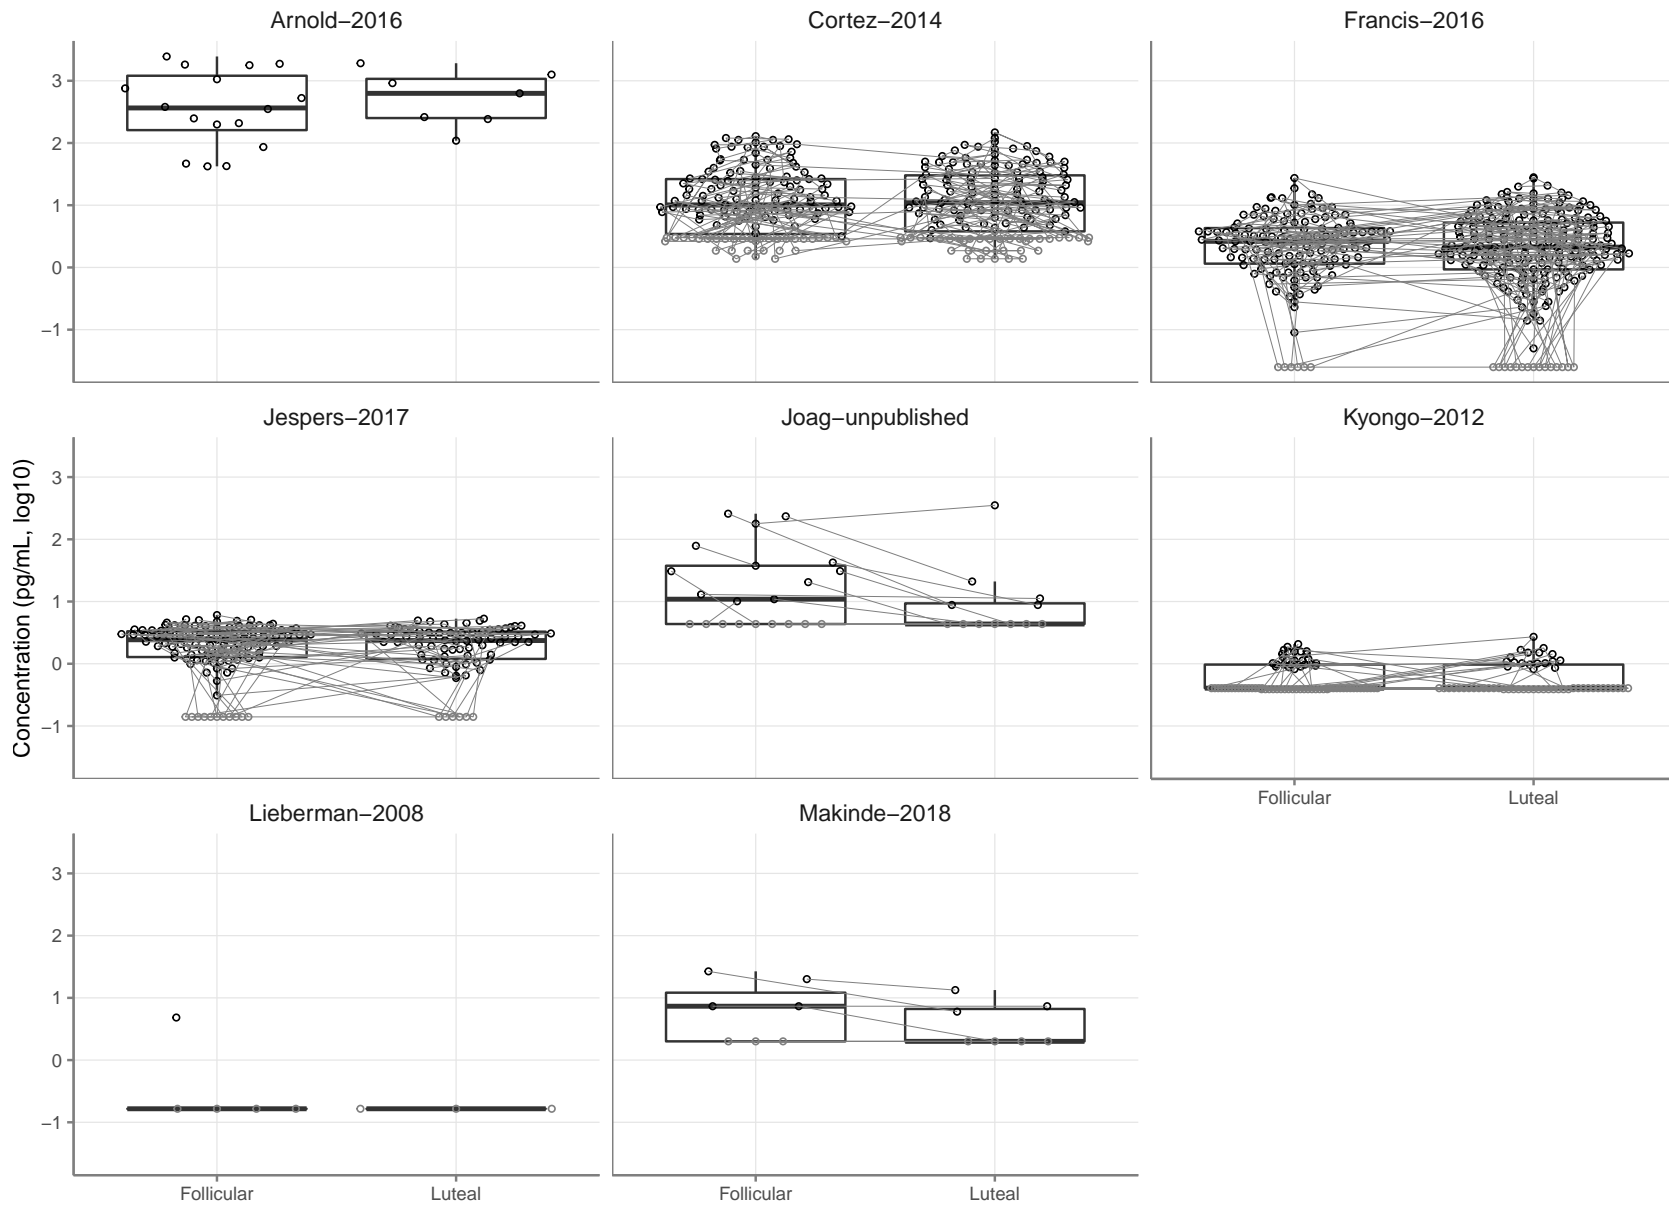 Arnold−2016
Cortez−2014
Francis−2016
3
2
1
0
−1
Jespers−2017
Joag−unpublished
Kyongo−2012
3
2
1
0
−1
Follicular
Luteal
Lieberman−2008
Makinde−2018
3
2
1
0
−1
Follicular
Luteal
Follicular
Luteal
Concentration (pg/mL, log10)